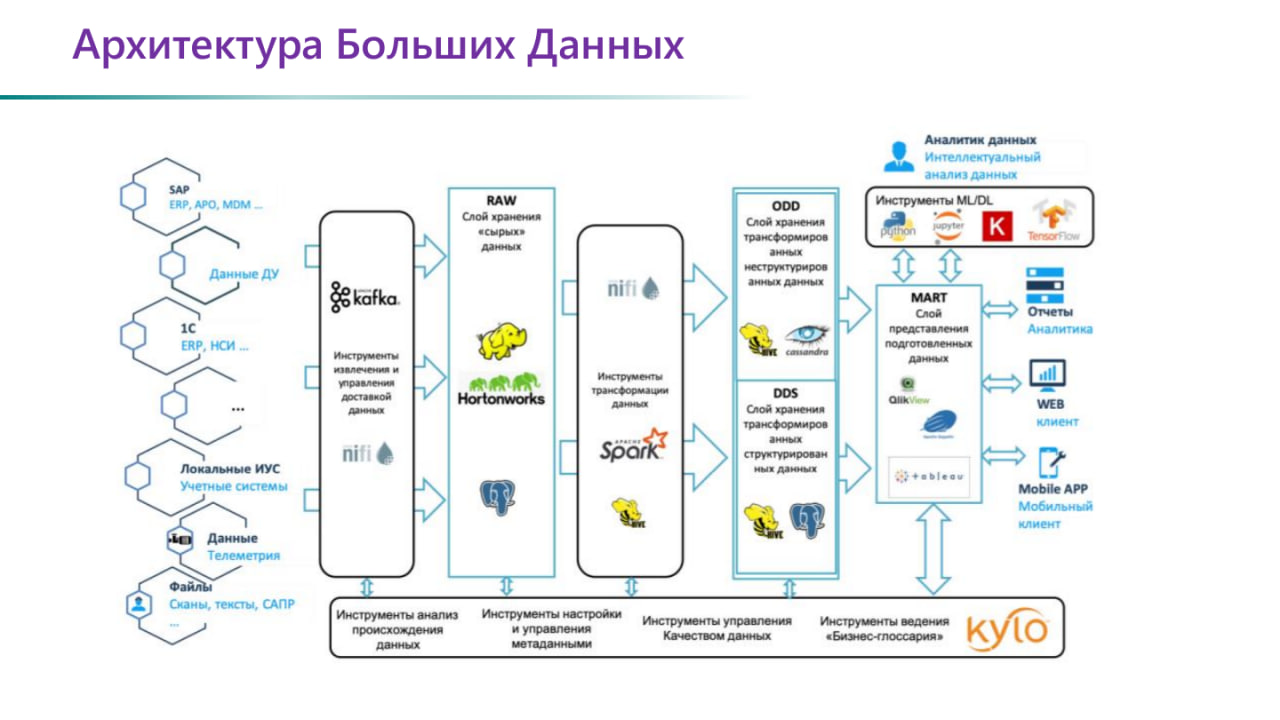 Архитектура Больших Данных
SAP
ERP, APO, MDM ...
Данные ДУ
1С
ERP, НСИ ...
...
Локальные ИУС
Учетные системы
Данные
Телеметрия
Файлы
Сканы, тексты, САПР
...
kafka
Инструменты
извлечения и
управления
доставкой
данных
nifi
RAW
Слой хранения
«сырых»
данных
Hortonworks
nifi
Инструменты
трансформации
данных
APACHE
Spark
HIVE
ODD
Слой хранения
трансформиров
анных
неструктуриров
анных данных
HIVE
cassandra
DDS
Слой хранения
трансформиров
анных
структурирован
ных данных
HIVE
Аналитик данных
Интеллектуальный
анализ данных
Инструменты ML/DL
python
jupyter
K
TensorFlow
MART
Слой
представления
подготовленных
данных
QlikView
tableau
Отчеты
Аналитика
WEB
клиент
Mobile APP
Мобильный
клиент
Инструменты анализ
происхождения
данных
Инструменты настройки
и управления
метаданными
Инструменты управления
Качеством данных
Инструменты ведения
«Бизнес-глоссария»
kylo